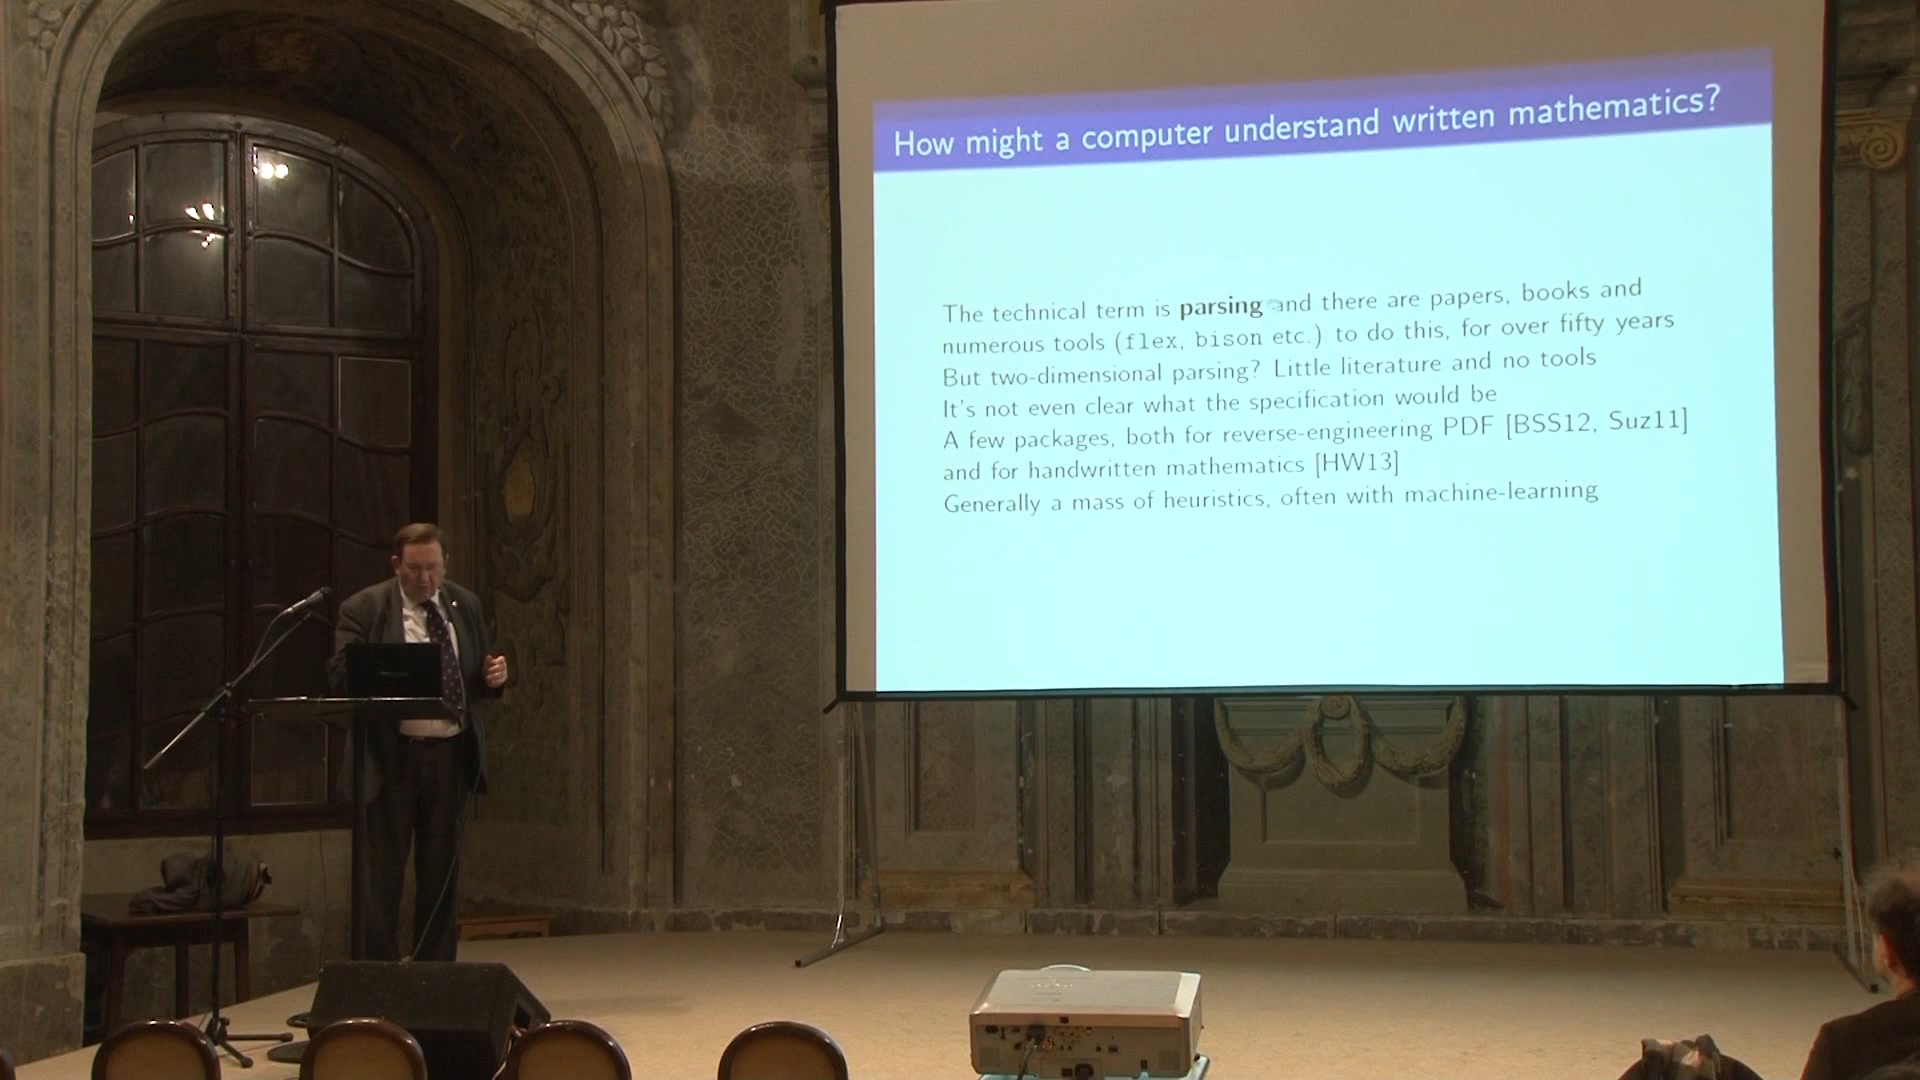 How might a computer understand written mathematics?
The technical term is parsing and there are papers, books and
numerous tools (flex, bison etc.) to do this, for over fifty years
But two-dimensional parsing? Little literature and no tools
It's not even clear what the specification would be
A few packages, both for reverse-engineering PDF [BSS12, Suz11]
and for handwritten mathematics [HW13]
Generally a mass of heuristics, often with machine-learning